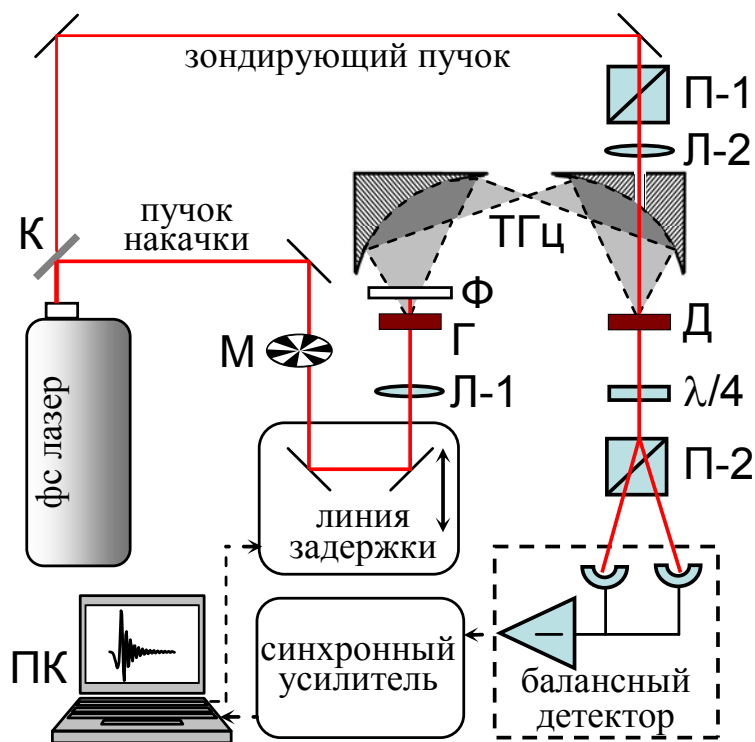 зондирующий пучок
П-1
Л-2
К
пучок
накачки
ТГц
Ф
Г
Д
М
Л-1
λ/4
фс лазер
П-2
линия
задержки
ПК
синхронный
усилитель
балансный
детектор